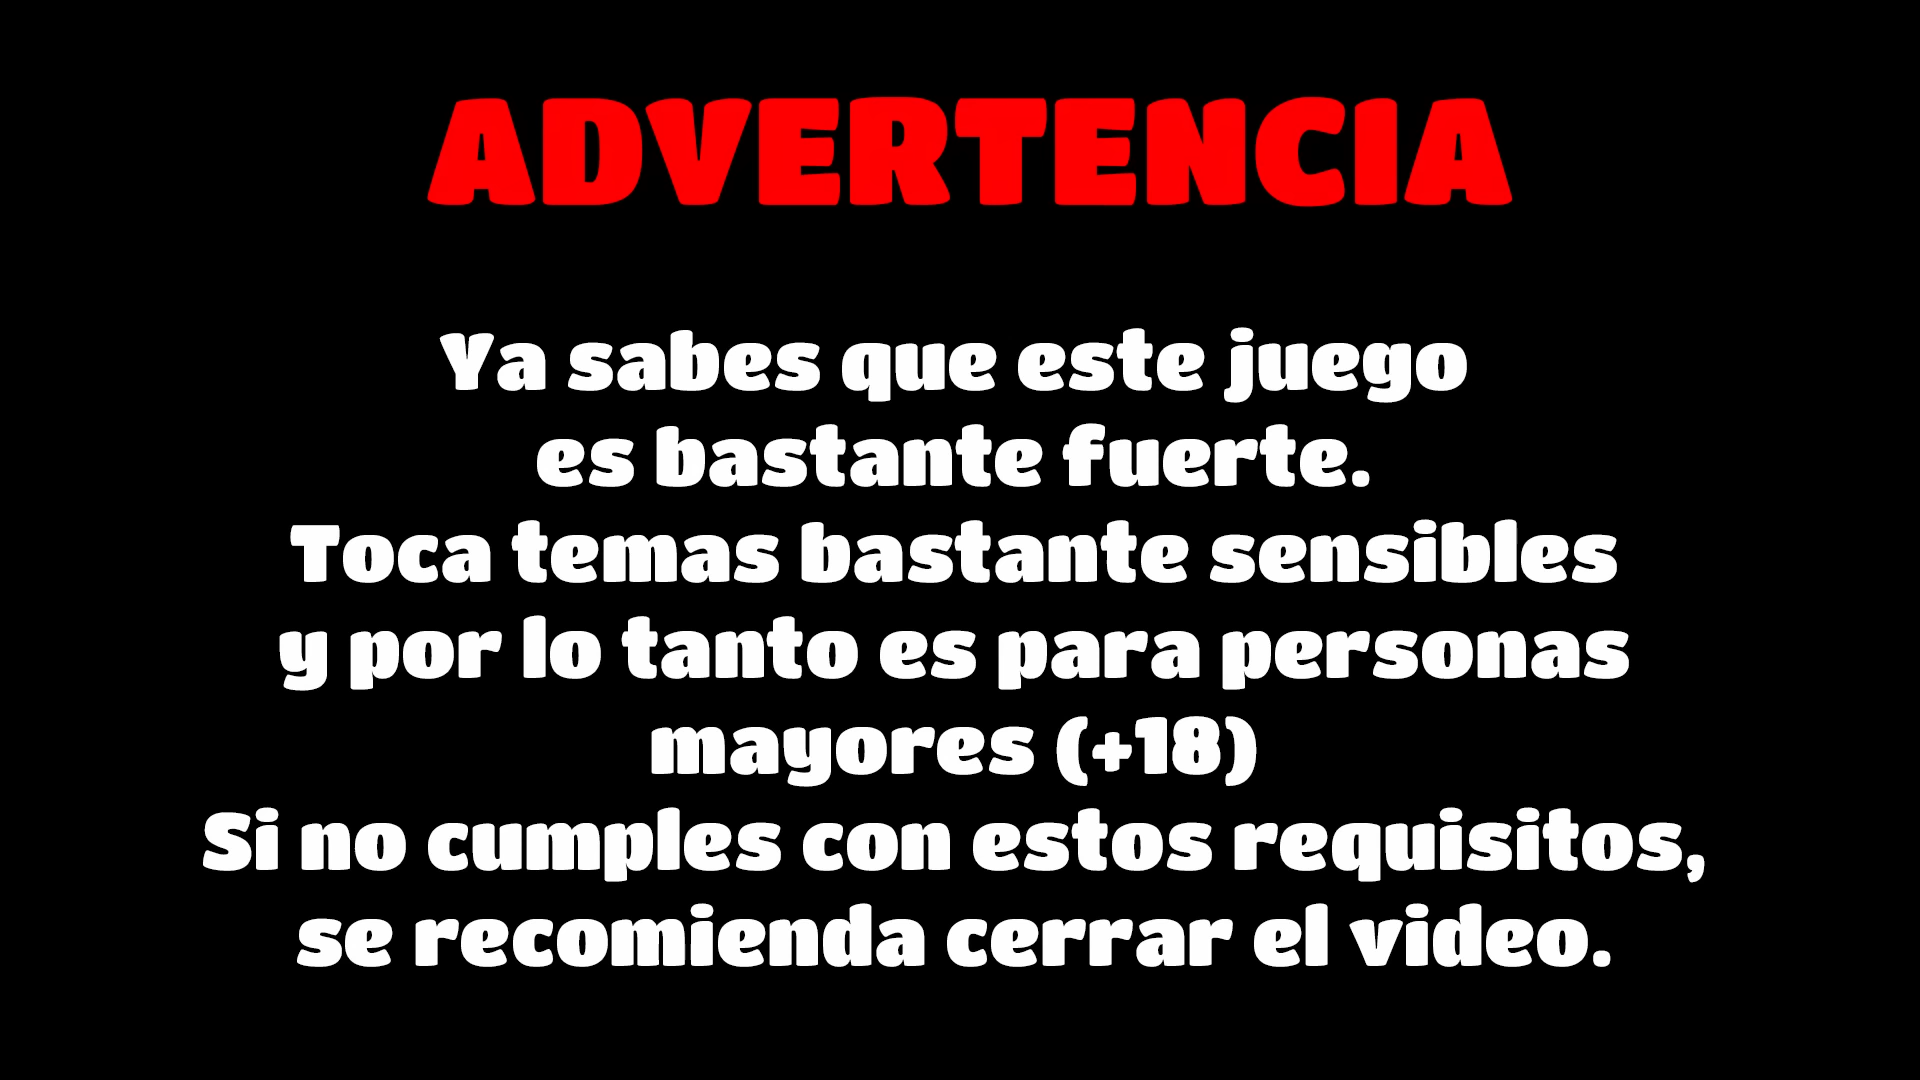 ADVERTENCIA
Ya sabes que este juego
es bastante fuerte.
Toca temas bastante sensibles
y por lo tanto es para personas
mayores (+18)
Si no cumples con estos requisitos,
se recomienda cerrar el video.